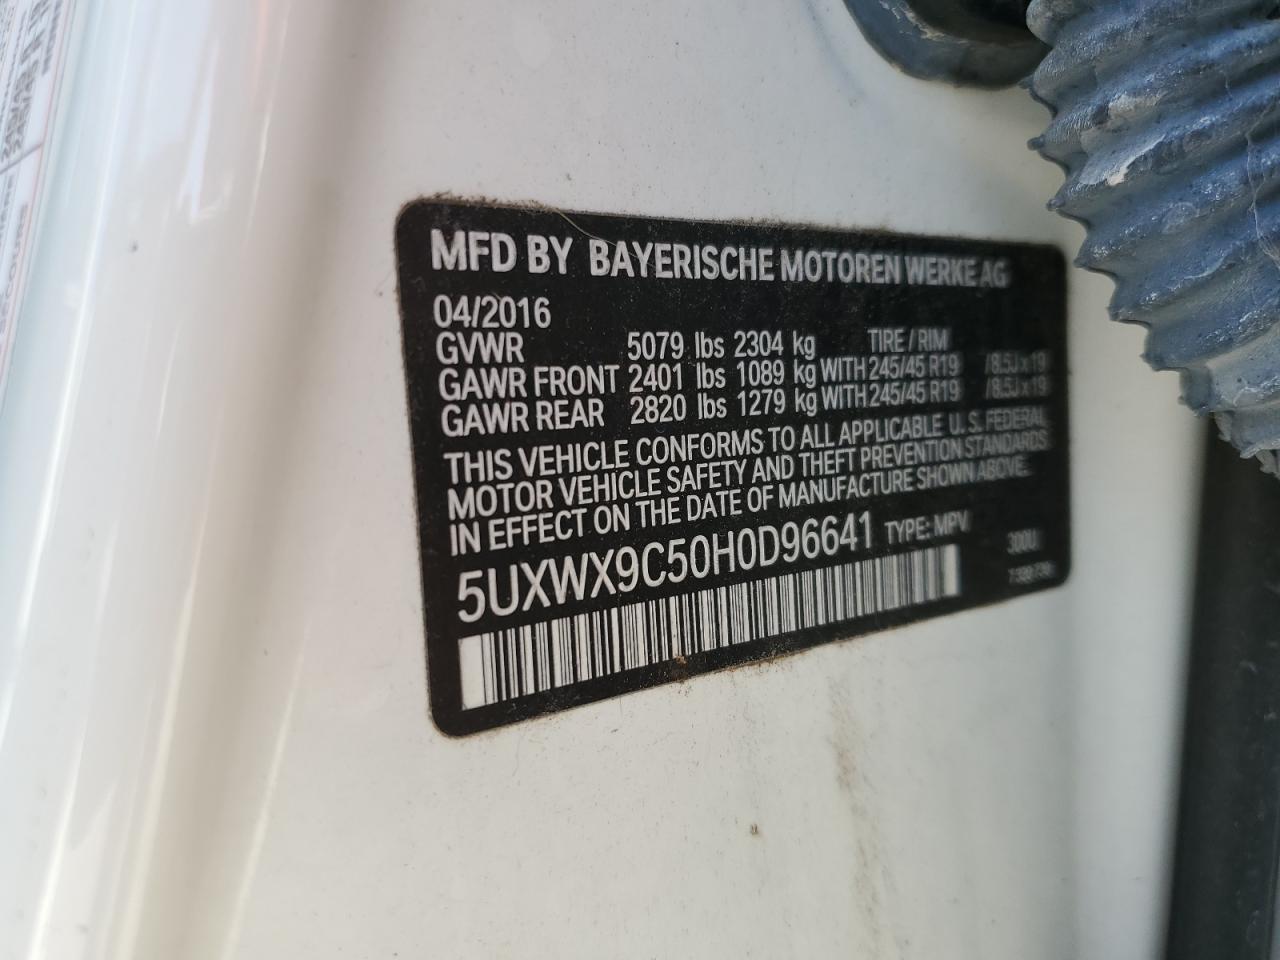 MFD BY BAYERISCHE MOTOREN WERKE AG
04/2016
GVWR 5079 lbs 2304 kg TIRE / RIM
GAWR FRONT 2401 lbs 1089 kg WITH 245/45 R19 /8.5J x 19
GAWR REAR 2820 lbs 1279 kg WITH 245/45 R19 /8.5J x 19
THIS VEHICLE CONFORMS TO ALL APPLICABLE U.S. FEDERAL
MOTOR VEHICLE SAFETY AND THEFT PREVENTION STANDARDS
IN EFFECT ON THE DATE OF MANUFACTURE SHOWN ABOVE.
5UXWX9C50H0D96641 TYPE: MPV
300U